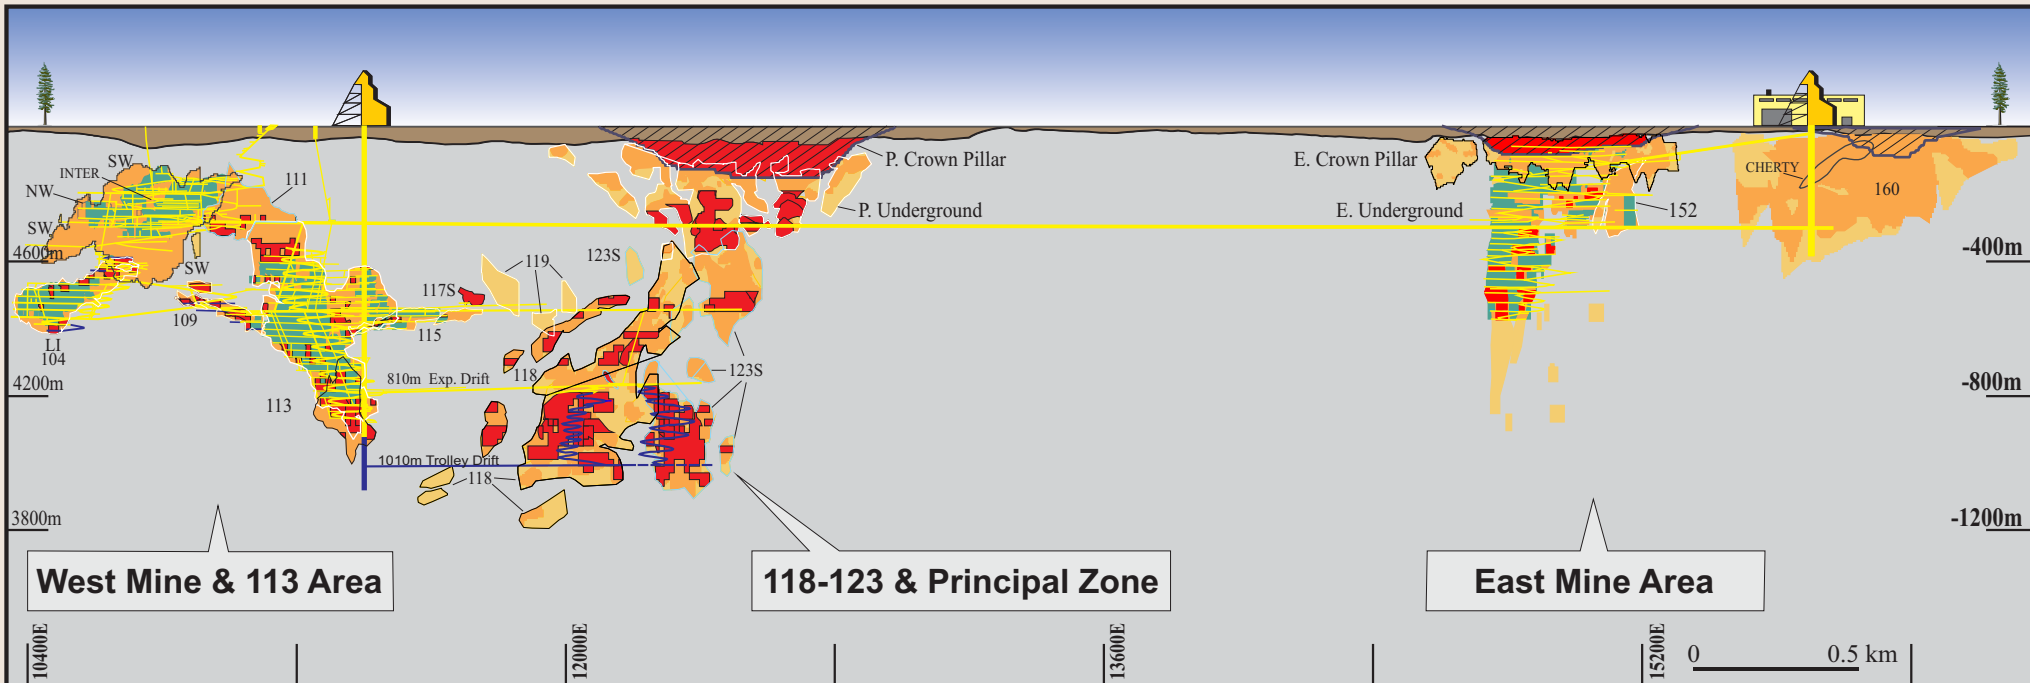 SW
INTER
NW
SW
SW
111
4600m
109
LI
104
4200m
113
3800m
117S
115
119
123S
810m Exp. Drift
118
1010m Trolley Drift
118
123S
P. Crown Pillar
P. Underground
E. Crown Pillar
E. Underground
152
CHERTY
160
-400m
-800m
-1200m
West Mine & 113 Area
118-123 & Principal Zone
East Mine Area
10400E
12000E
13600E
15200E
0 0.5 km